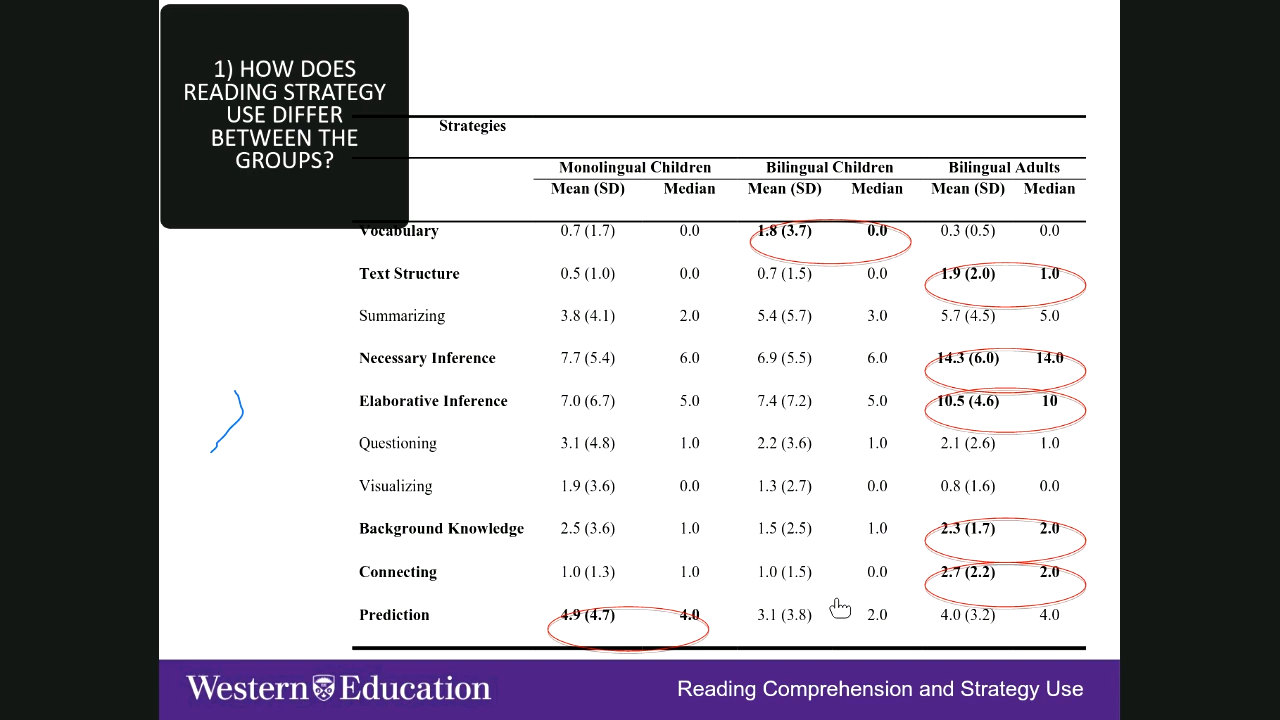 1) HOW DOES
READING STRATEGY
USE DIFFER
BETWEEN THE
GROUPS?
Strategies
Monolingual Children Bilingual Children Bilingual Adults
Mean (SD) Median Mean (SD) Median Mean (SD) Median
Vocabulary 0.7 (1.7) 0.0 1.8 (3.7) 0.0 0.3 (0.5) 0.0
Text Structure 0.5 (1.0) 0.0 0.7 (1.5) 0.0 1.9 (2.0) 1.0
Summarizing 3.8 (4.1) 2.0 5.4 (5.7) 3.0 5.7 (4.5) 5.0
Necessary Inference 7.7 (5.4) 6.0 6.9 (5.5) 6.0 14.3 (6.0) 14.0
Elaborative Inference 7.0 (6.7) 5.0 7.4 (7.2) 5.0 10.5 (4.6) 10
Questioning 3.1 (4.8) 1.0 2.2 (3.6) 1.0 2.1 (2.6) 1.0
Visualizing 1.9 (3.6) 0.0 1.3 (2.7) 0.0 0.8 (1.6) 0.0
Background Knowledge 2.5 (3.6) 1.0 1.5 (2.5) 1.0 2.3 (1.7) 2.0
Connecting 1.0 (1.3) 1.0 1.0 (1.5) 0.0 2.7 (2.2) 2.0
Prediction 4.9 (4.7) 4.0 3.1 (3.8) 2.0 4.0 (3.2) 4.0
Western Education
Reading Comprehension and Strategy Use